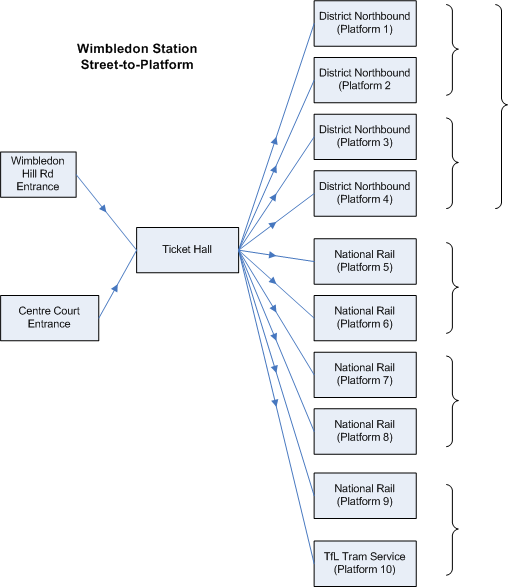 Wimbledon Station
Street-to-Platform
Wimbledon
Hill Rd
Entrance
Centre Court
Entrance
Ticket Hall
District Northbound
(Platform 1)
District Northbound
(Platform 2
District Northbound
(Platform 3)
District Northbound
(Platform 4)
National Rail
(Platform 5)
National Rail
(Platform 6)
National Rail
(Platform 7)
National Rail
(Platform 8)
National Rail
(Platform 9)
TfL Tram Service
(Platform 10)